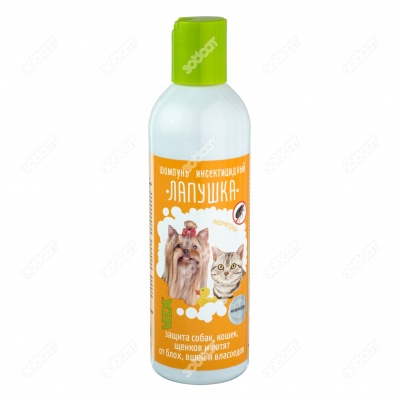 ШАМПУНЬ ИНСЕКТИЦИДНЫЙ
·ЛАПУШКА·
защита собак, кошек,
щенков и котят
от блох, вшей и власоедов